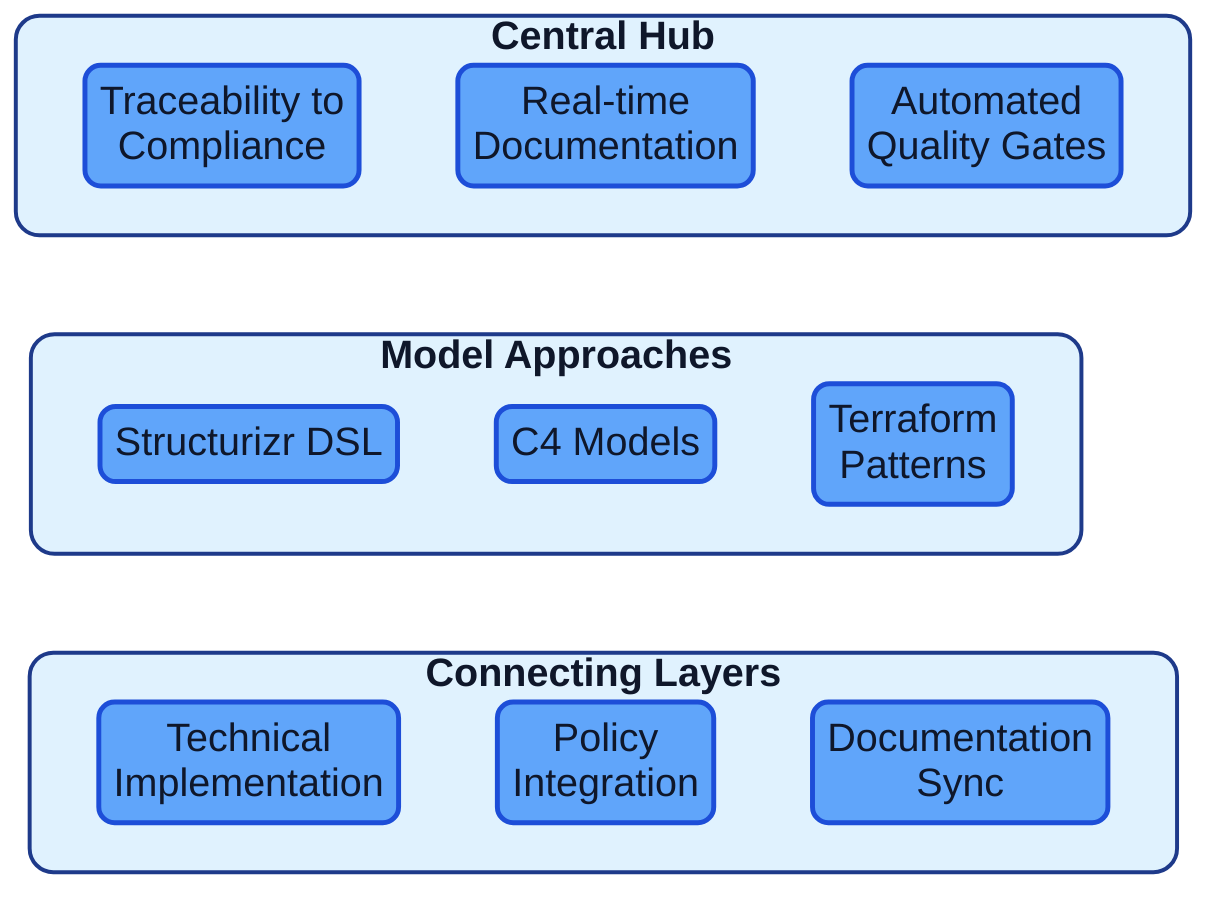 Central Hub
Traceability to
Compliance
Real-time
Documentation
Automated
Quality Gates
Model Approaches
Structurizr DSL
C4 Models
Terraform
Patterns
Connecting Layers
Technical
Implementation
Policy
Integration
Documentation
Sync